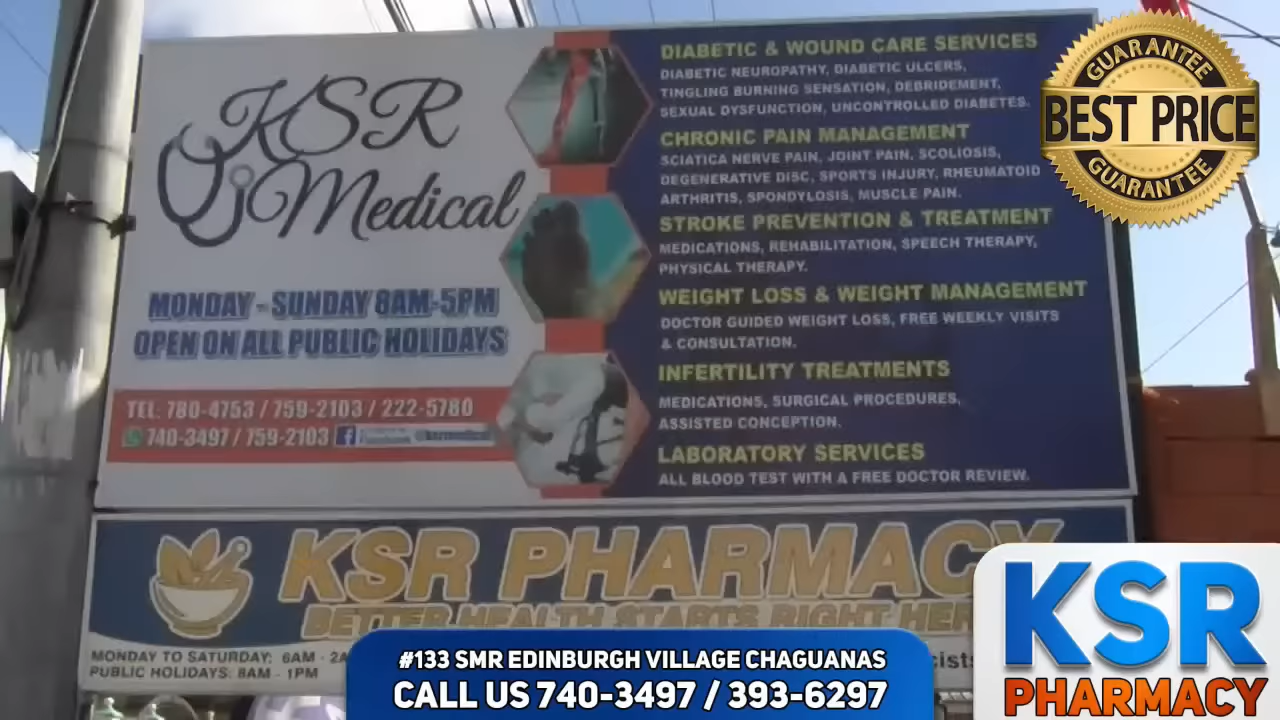 KSR
Medical
MONDAY - SUNDAY 8AM-5PM
OPEN ON ALL PUBLIC HOLIDAYS
TEL: 780-4753 / 759-2103 / 222-5780
740-3497 / 759-2103
DIABETIC & WOUND CARE SERVICES
DIABETIC NEUROPATHY, DIABETIC ULCERS,
TINGLING BURNING SENSATION, DEBRIDEMENT,
SEXUAL DYSFUNCTION, UNCONTROLLED DIABETES.
CHRONIC PAIN MANAGEMENT
SCIATICA NERVE PAIN, JOINT PAIN, SCOLIOSIS,
DEGENERATIVE DISC, SPORTS INJURY, RHEUMATOID
ARTHRITIS, SPONDYLOSIS, MUSCLE PAIN.
STROKE PREVENTION & TREATMENT
MEDICATIONS, REHABILITATION, SPEECH THERAPY,
PHYSICAL THERAPY.
WEIGHT LOSS & WEIGHT MANAGEMENT
DOCTOR GUIDED WEIGHT LOSS, FREE WEEKLY VISITS
& CONSULTATION.
INFERTILITY TREATMENTS
MEDICATIONS, SURGICAL PROCEDURES,
ASSISTED CONCEPTION.
LABORATORY SERVICES
ALL BLOOD TEST WITH A FREE DOCTOR REVIEW.
GUARANTEE
BEST PRICE
GUARANTEE
KSR PHARMACY
BETTER HEALTH STARTS RIGHT HER
MONDAY TO SATURDAY: 6AM - 2A
PUBLIC HOLIDAYS: 8AM - 1PM
#133 SMR EDINBURGH VILLAGE CHAGUANAS
CALL US 740-3497 / 393-6297
KSR
PHARMACY